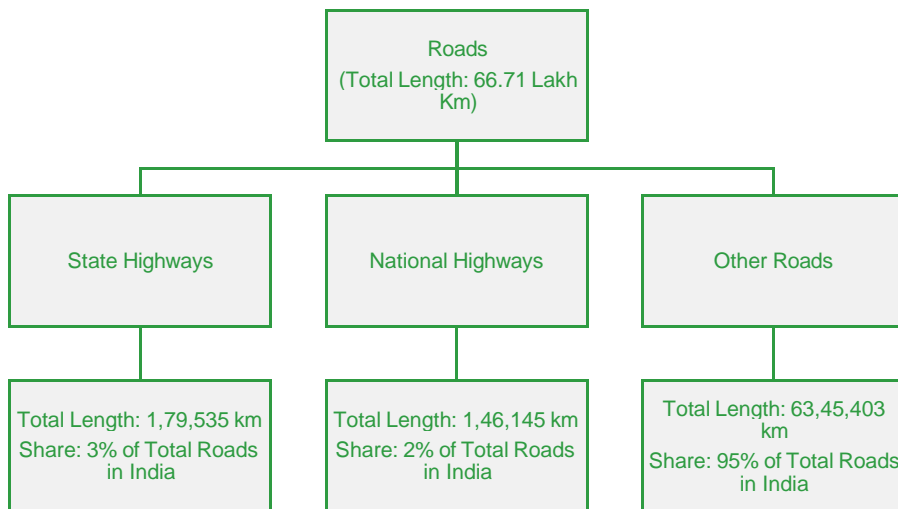 Roads
(Total Length: 66.71 Lakh
Km)
State Highways
National Highways
Other Roads
Total Length: 1,79,535 km
Share: 3% of Total Roads
in India
Total Length: 1,46,145 km
Share: 2% of Total Roads
in India
Total Length: 63,45,403
km
Share: 95% of Total Roads
in India